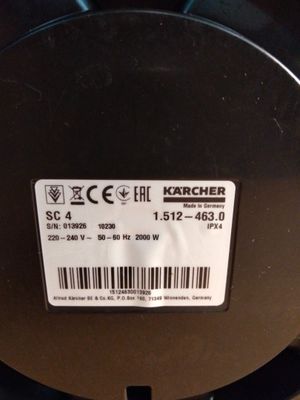 EAC KÄRCHER
Made in Germany
SC 4 1.512-463.0
S/N: 013926 10230 IPX4
220-240 V~ 50-60 Hz 2000 W
Alfred Kärcher SE & Co.KG, P.O.Box 160, 71349 Winnenden, Germany